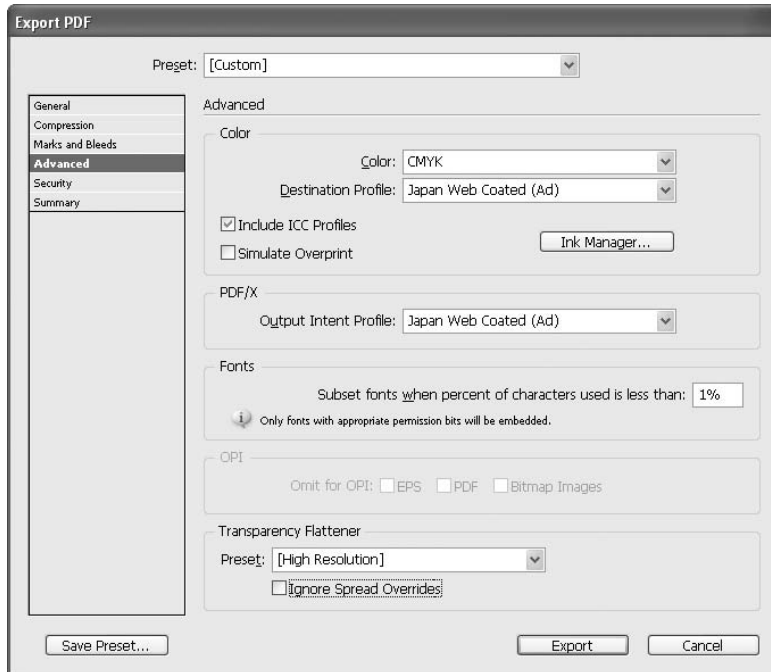 Export PDF
Preset: [Custom]
General
Compression
Marks and Bleeds
Advanced
Security
Summary
Advanced
Color
Color: CMYK
Destination Profile: Japan Web Coated (Ad)
Include ICC Profiles
Ink Manager...
Simulate Overprint
PDF/X
Output Intent Profile: Japan Web Coated (Ad)
Fonts
Subset fonts when percent of characters used is less than: 1%
Only fonts with appropriate permission bits will be embedded.
OPI
Omit for OPI: EPS PDF Bitmap Images
Transparency Flattener
Preset: [High Resolution]
Ignore Spread Overrides
Save Preset... Export Cancel